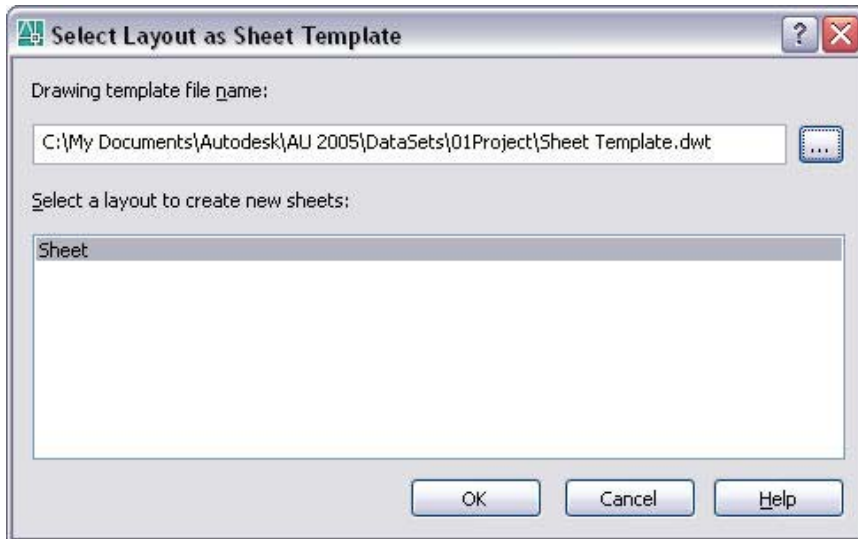 Select Layout as Sheet Template
Drawing template file name:
C:\My Documents\Autodesk\AU 2005\DataSets\01Project\Sheet Template.dwt
...
Select a layout to create new sheets:
Sheet
OK Cancel Help